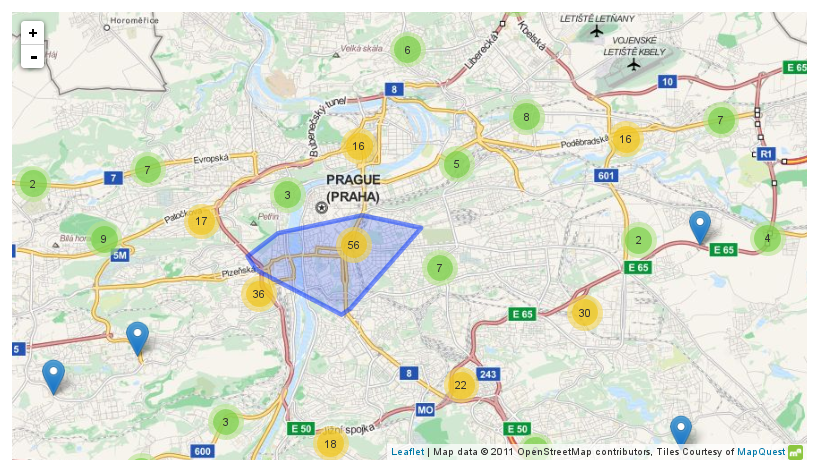 Horoměřice
LETIŠTĚ LETŇANY
+
-
Háj
6
Velká skála
Liberecká
Kbelská
VOJENSKÉ
LETIŠTĚ KBELY
E 65
10
8
Bubenečský tunel
8
7
16
16
Poděbradská
R1
Evropská
7
7
5
601
2
3
PRAGUE
(PRAHA)
17
Petřín
9
Bílá hora
5M
56
2
4
E 65
E 65
7
Plzeňská
36
E 65
30
5
8
243
22
MO
3
E 50
Jižní spojka
18
E 50
600
Leaflet | Map data © 2011 OpenStreetMap contributors, Tiles Courtesy of MapQuest